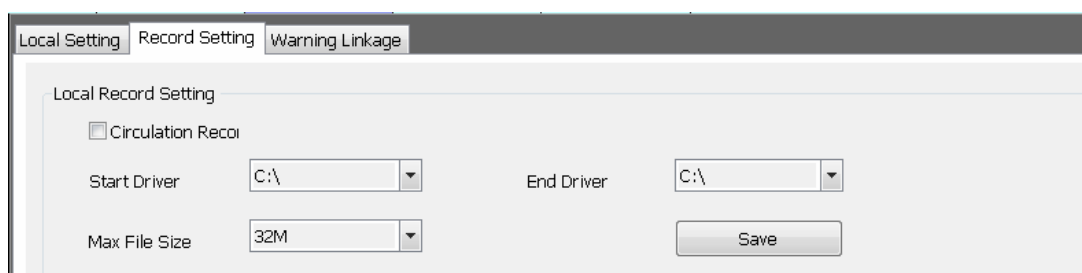 Local Setting Record Setting Warning Linkage
Local Record Setting
Circulation Recor
Start Driver C:\ End Driver C:\
Max File Size 32M Save